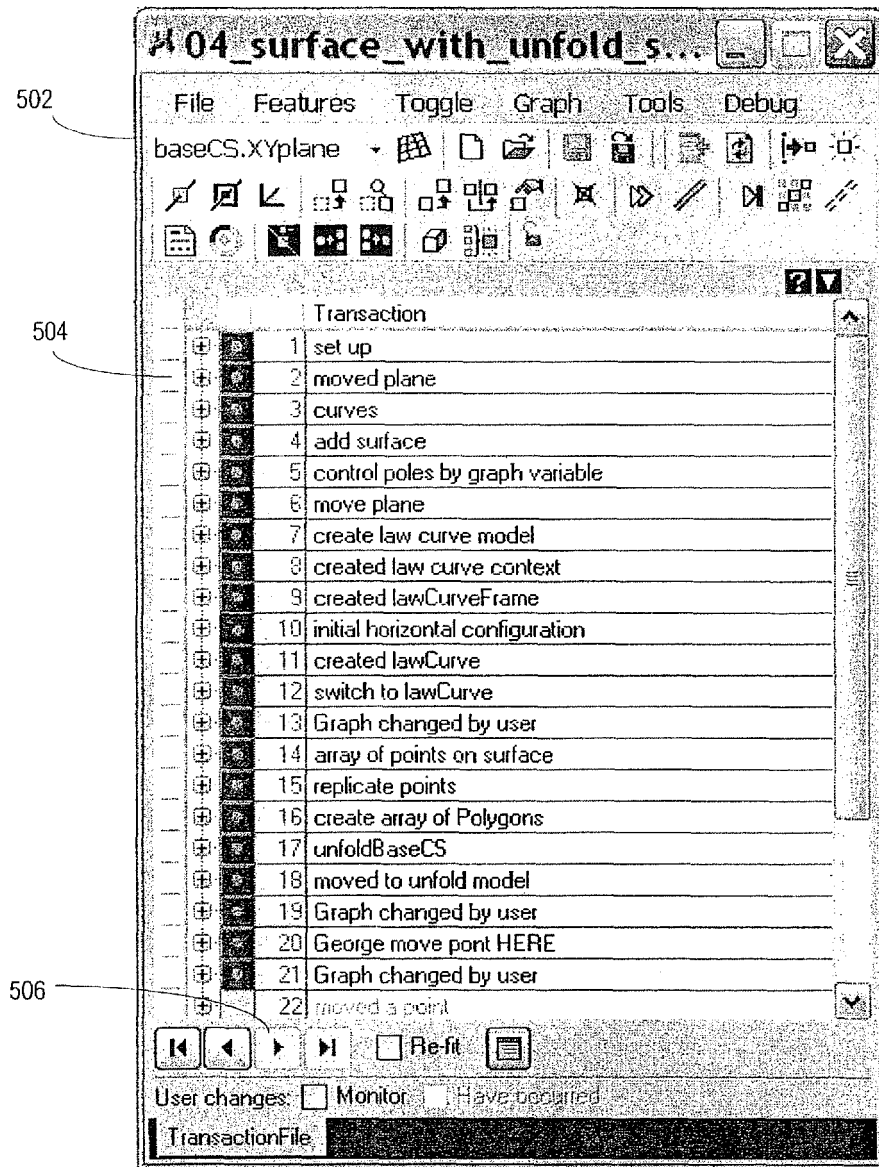 04_surface_with_unfold_s...
502
File Features Toggle Graph Tools Debug
baseCS.XYplane
?
504
Transaction
1 set up
2 moved plane
3 curves
4 add surface
5 control poles by graph variable
6 move plane
7 create law curve model
8 created law curve context
9 created lawCurveFrame
10 initial horizontal configuration
11 created lawCurve
12 switch to lawCurve
13 Graph changed by user
14 array of points on surface
15 replicate points
16 create array of Polygons
17 unfoldBaseCS
18 moved to unfold model
19 Graph changed by user
20 George move pont HERE
21 Graph changed by user
506
22 moved a point
Re-fit
User changes: Monitor Have occurred
TransactionFile